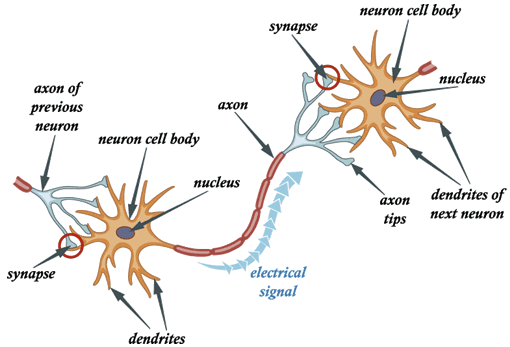 neuron cell body
synapse
nucleus
axon of
previous
neuron
axon
neuron cell body
nucleus
dendrites of
next neuron
axon
tips
synapse
electrical
signal
dendrites